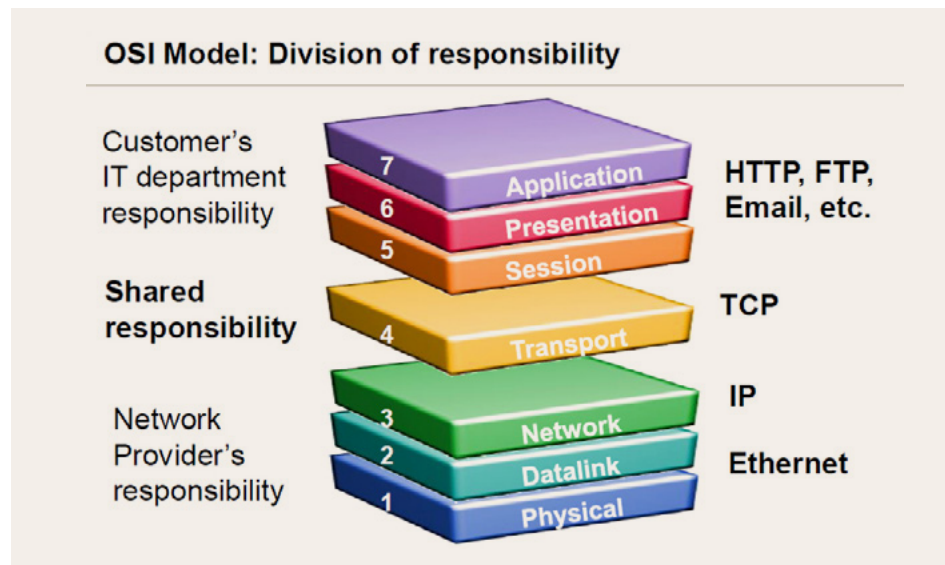 OSI Model: Division of responsibility
Customer's
IT department
responsibility
7
Application
HTTP, FTP,
Email, etc.
6
Presentation
5
Session
Shared
responsibility
4
Transport
TCP
Network
Provider's
responsibility
3
Network
IP
2
Datalink
Ethernet
1
Physical